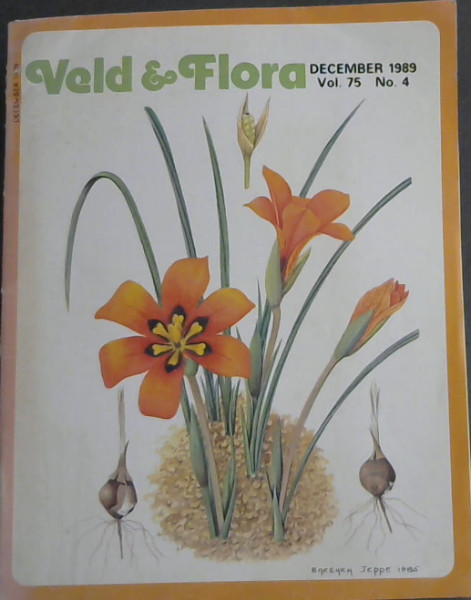 Veld & Flora
DECEMBER 1989
Vol. 75 No. 4
Barbara Jeppe 1985